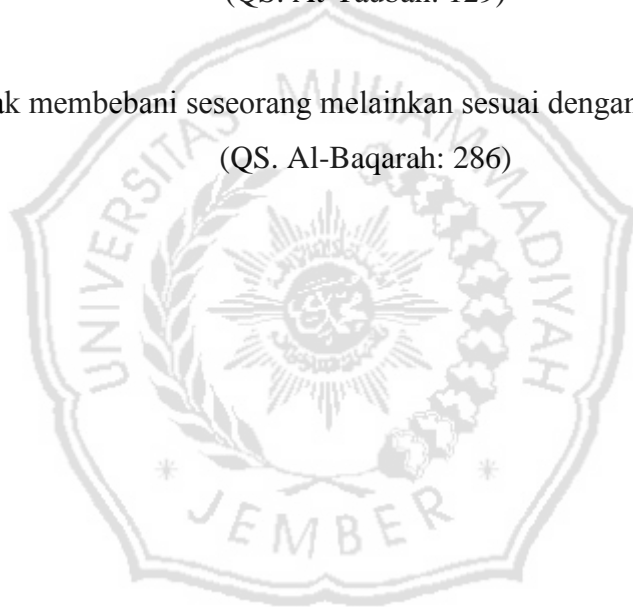 (QS. At-Taubah: 129)
ak membebani seseorang melainkan sesuai dengan
(QS. Al-Baqarah: 286)
UNIVERSITAS MUHAMMADIYAH
JEMBER